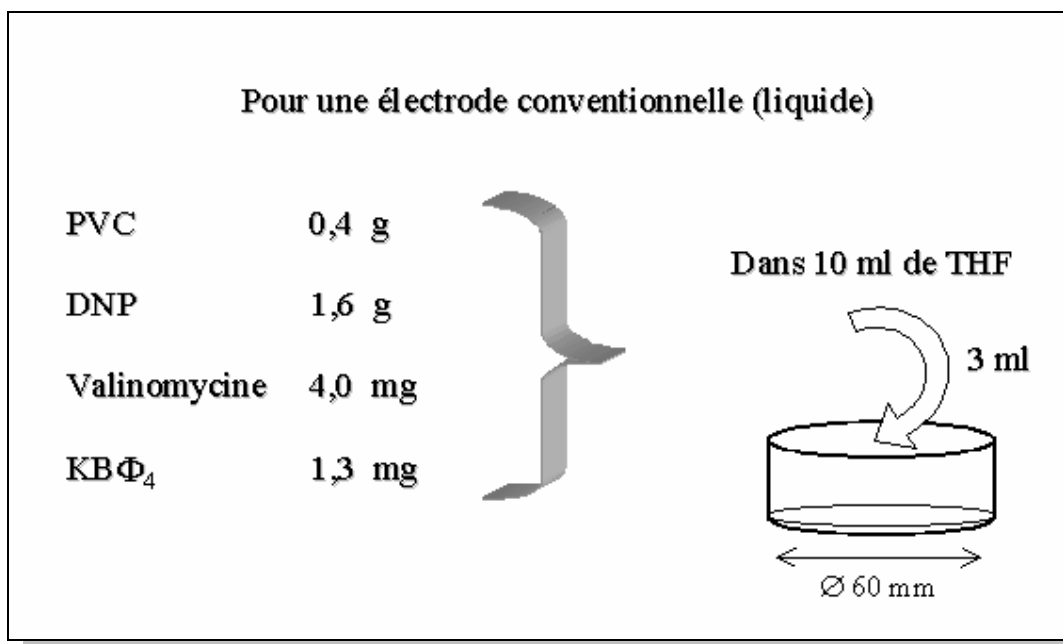 Pour une électrode conventionnelle (liquide)
PVC 0,4 g
DNP 1,6 g
Valinomycine 4,0 mg
KBΦ₄ 1,3 mg
Dans 10 ml de THF
3 ml
∅ 60 mm